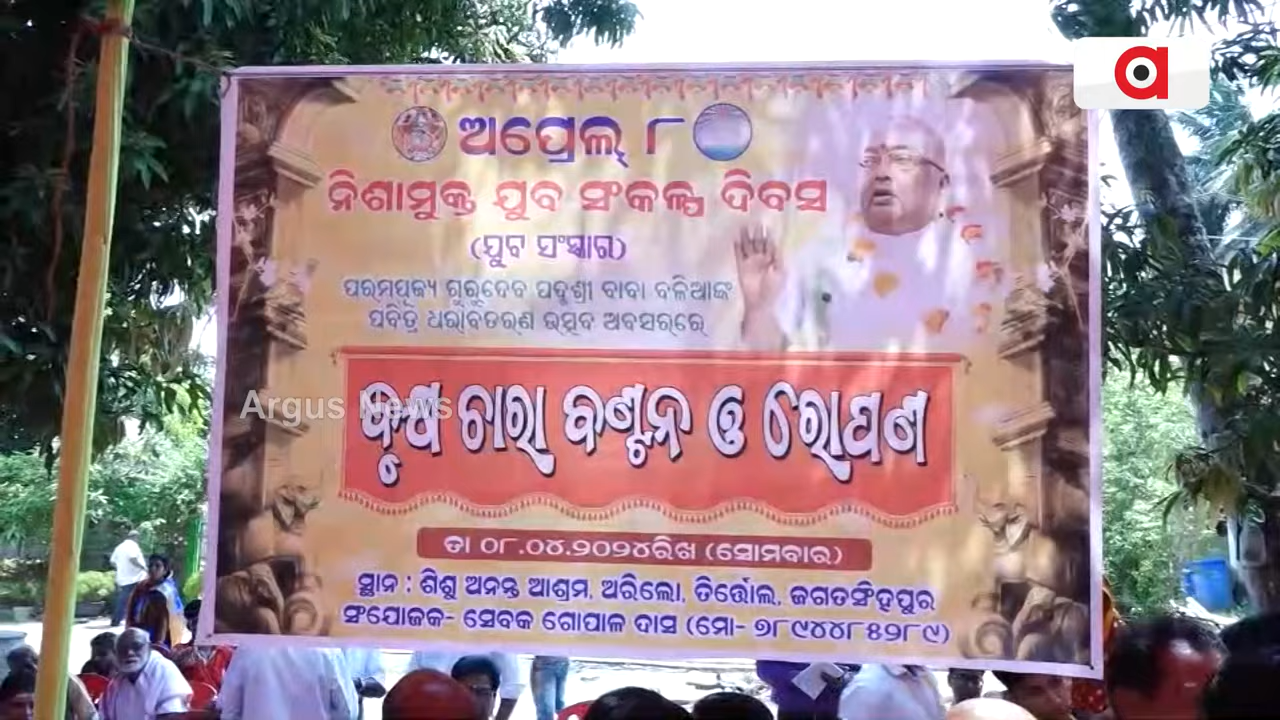 ଅପ୍ରେଲ୍ ୮
ନିଶାମୁକ୍ତ ଯୁବ ସଂକଳ୍ପ ଦିବସ
(ଯୁବ ସଂସ୍କାର)
ପରମପୂଜ୍ୟ ଗୁରୁଦେବ ପଦ୍ମଶ୍ରୀ ବାବା ବଳିଆଙ୍କ
ପବିତ୍ର ଧରାବତରଣ ଉତ୍ସବ ଅବସରରେ
ବୃକ୍ଷ ଚାରା ବଣ୍ଟନ ଓ ରୋପଣ
Argus News
ତା ୦୮.୦୪.୨୦୨୪ରିଖ (ସୋମବାର)
ସ୍ଥାନ : ଶିଶୁ ଅନନ୍ତ ଆଶ୍ରମ, ଅରିଲୋ, ତିର୍ତ୍ତୋଲ, ଜଗତସିଂହପୁର
ସଂଯୋଜକ- ସେବକ ଗୋପାଳ ଦାସ (ମୋ- ୭୮୯୪୪୮୫୨୮୯)